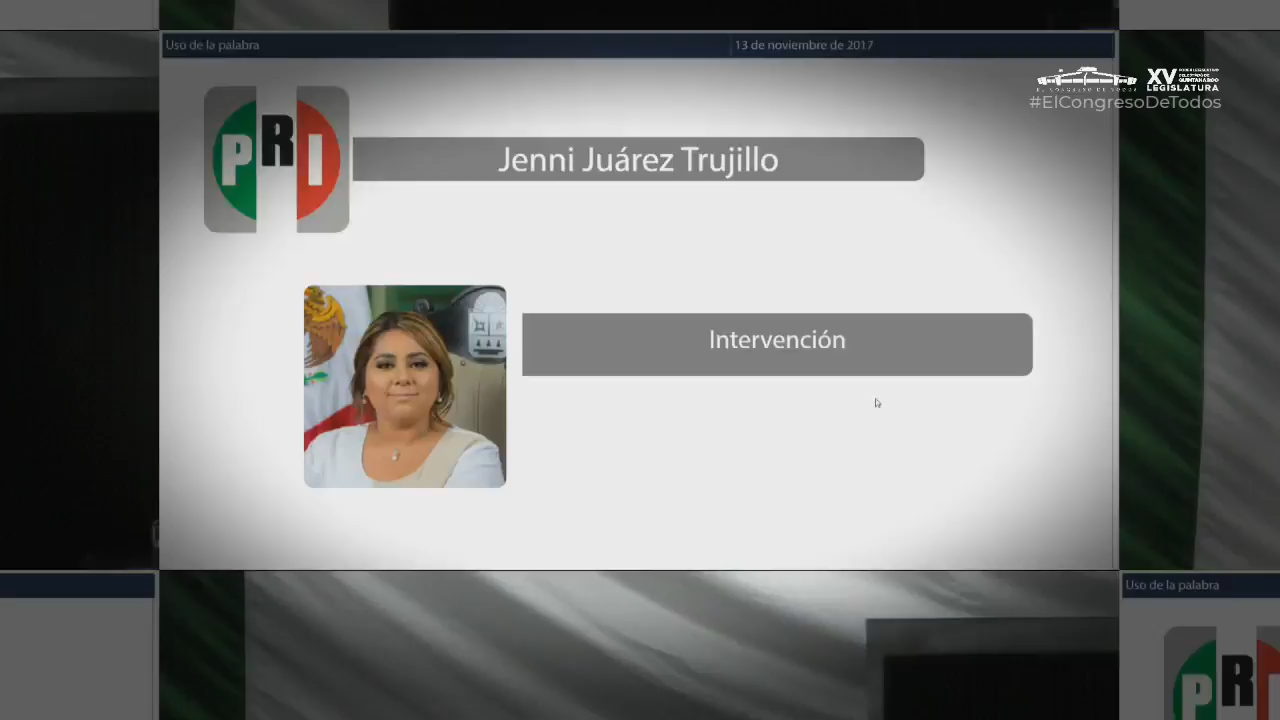 Uso de la palabra
13 de noviembre de 2017
XV
LEGISLATURA
#ElCongresoDeTodos
PRI
Jenni Juárez Trujillo
Intervención
Uso de la palabra
PRI